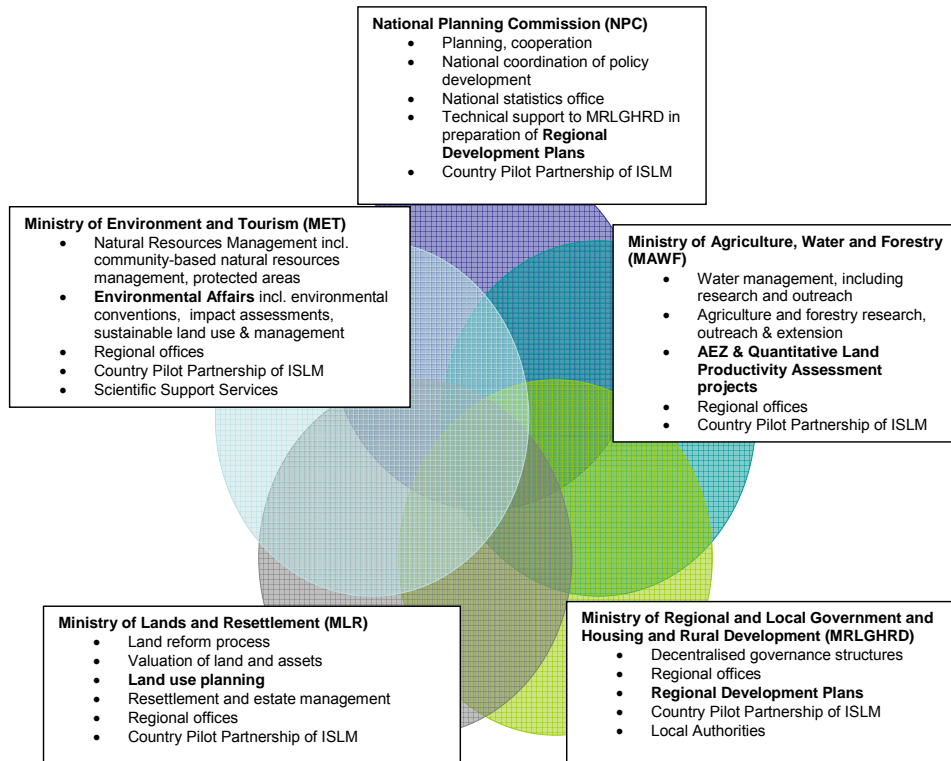 National Planning Commission (NPC)
• Planning, cooperation
• National coordination of policy
development
• National statistics office
• Technical support to MRLGHRD in
preparation of Regional
Development Plans
• Country Pilot Partnership of ISLM
Ministry of Environment and Tourism (MET)
• Natural Resources Management incl.
community-based natural resources
management, protected areas
• Environmental Affairs incl. environmental
conventions, impact assessments,
sustainable land use & management
• Regional offices
• Country Pilot Partnership of ISLM
• Scientific Support Services
Ministry of Agriculture, Water and Forestry
(MAWF)
• Water management, including
research and outreach
• Agriculture and forestry research,
outreach & extension
• AEZ & Quantitative Land
Productivity Assessment
projects
• Regional offices
• Country Pilot Partnership of ISLM
Ministry of Lands and Resettlement (MLR)
• Land reform process
• Valuation of land and assets
• Land use planning
• Resettlement and estate management
• Regional offices
• Country Pilot Partnership of ISLM
Ministry of Regional and Local Government and
Housing and Rural Development (MRLGHRD)
• Decentralised governance structures
• Regional offices
• Regional Development Plans
• Country Pilot Partnership of ISLM
• Local Authorities